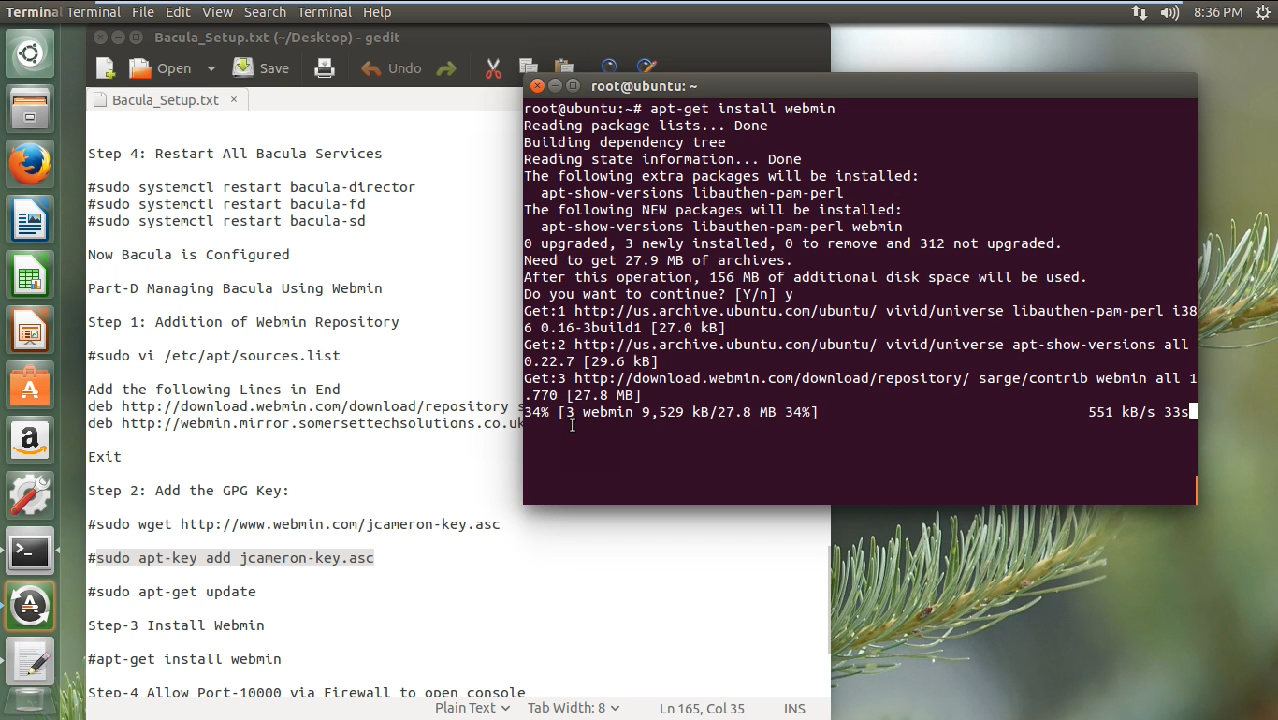 Terminal Terminal File Edit View Search Terminal Help 8:36 PM
Bacula_Setup.txt (~/Desktop) - gedit
Open Save Undo
Bacula_Setup.txt ×
Step 4: Restart All Bacula Services
#sudo systemctl restart bacula-director
#sudo systemctl restart bacula-fd
#sudo systemctl restart bacula-sd
Now Bacula is Configured
Part-D Managing Bacula Using Webmin
Step 1: Addition of Webmin Repository
#sudo vi /etc/apt/sources.list
Add the following Lines in End
deb http://download.webmin.com/download/repository s
deb http://webmin.mirror.somersettechsolutions.co.uk
Exit
Step 2: Add the GPG Key:
#sudo wget http://www.webmin.com/jcameron-key.asc
#sudo apt-key add jcameron-key.asc
#sudo apt-get update
Step-3 Install Webmin
#apt-get install webmin
Step-4 Allow Port-10000 via Firewall to open console
Plain Text Tab Width: 8 Ln 165, Col 35 INS
root@ubuntu: ~
root@ubuntu:~# apt-get install webmin
Reading package lists... Done
Building dependency tree
Reading state information... Done
The following extra packages will be installed:
apt-show-versions libauthen-pam-perl
The following NEW packages will be installed:
apt-show-versions libauthen-pam-perl webmin
0 upgraded, 3 newly installed, 0 to remove and 312 not upgraded.
Need to get 27.9 MB of archives.
After this operation, 156 MB of additional disk space will be used.
Do you want to continue? [Y/n] y
Get:1 http://us.archive.ubuntu.com/ubuntu/ vivid/universe libauthen-pam-perl i38
6 0.16-3build1 [27.0 kB]
Get:2 http://us.archive.ubuntu.com/ubuntu/ vivid/universe apt-show-versions all
0.22.7 [29.6 kB]
Get:3 http://download.webmin.com/download/repository/ sarge/contrib webmin all 1
.770 [27.8 MB]
34% [3 webmin 9,529 kB/27.8 MB 34%] 551 kB/s 33s